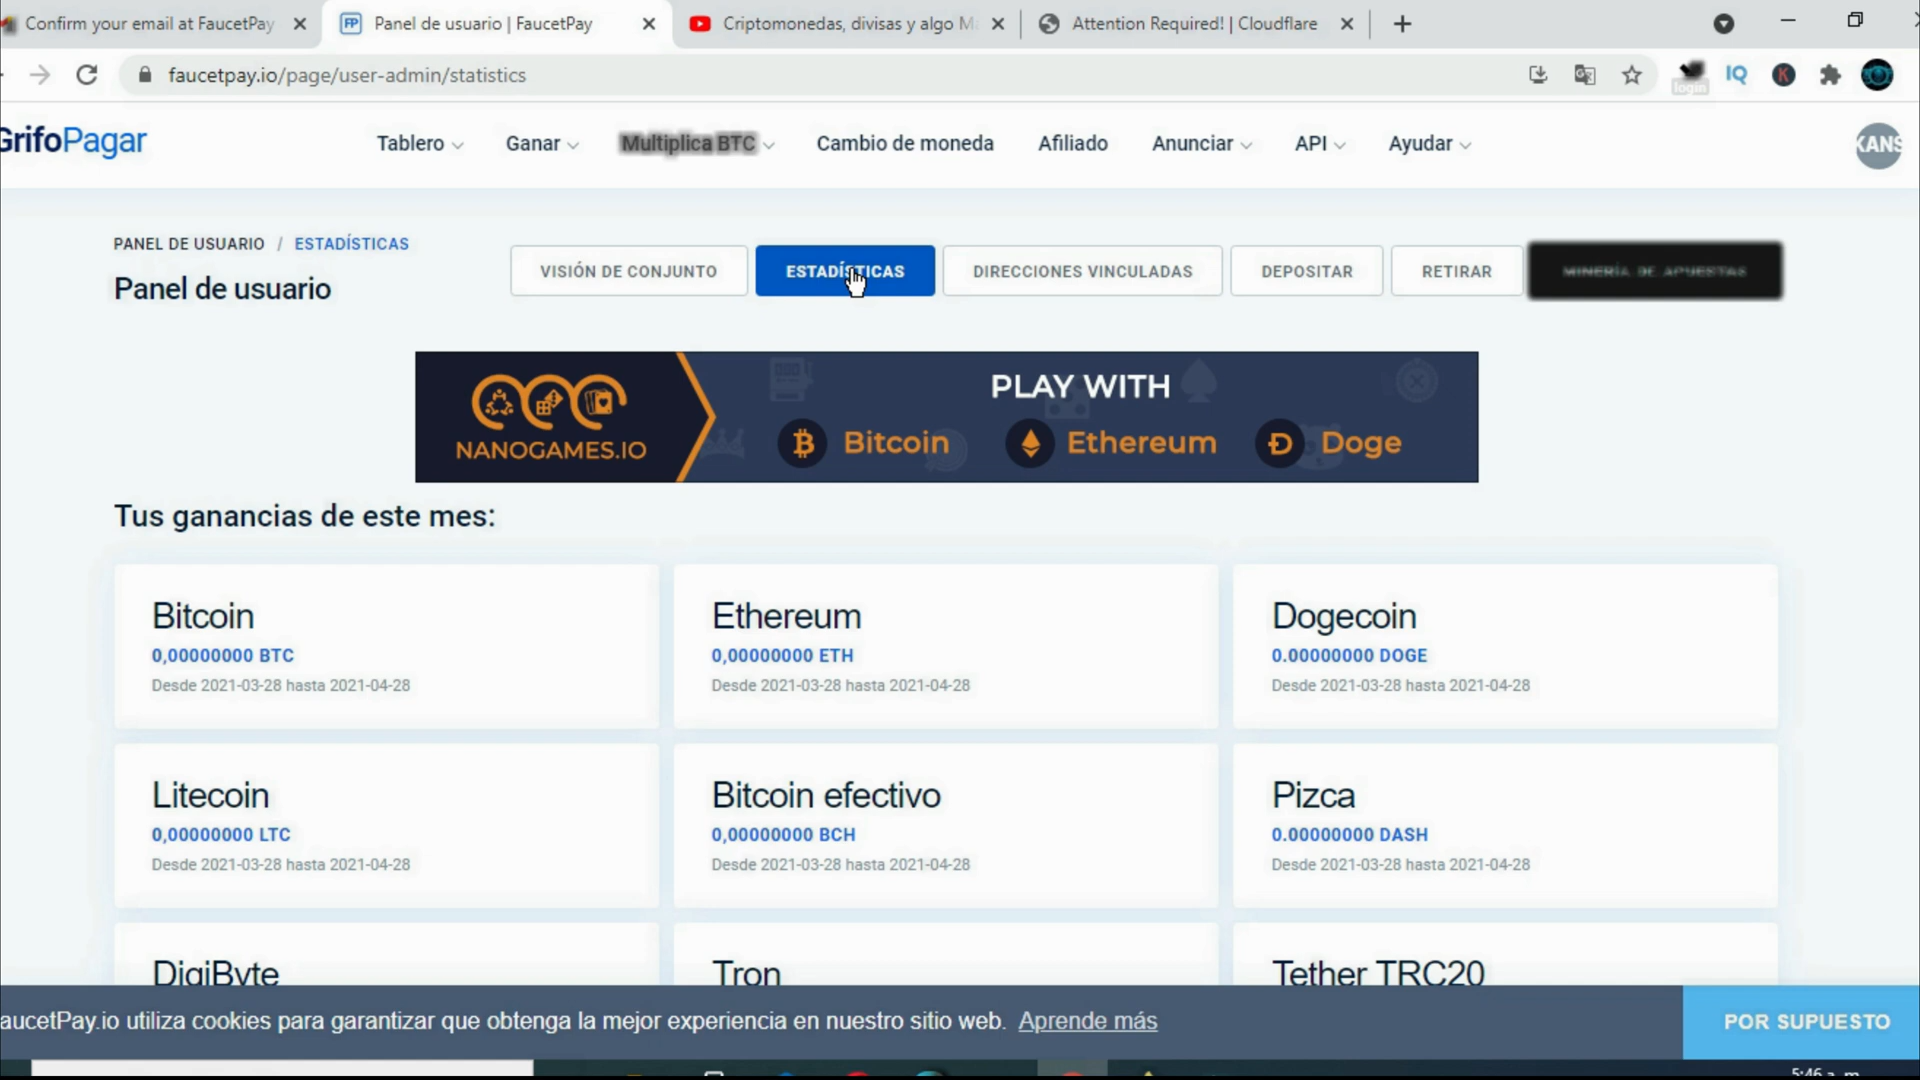 Confirm your email at FaucetPay
Panel de usuario | FaucetPay
Criptomonedas, divisas y algo M
Attention Required! | Cloudflare
faucetpay.io/page/user-admin/statistics
login
IQ
K
GrifoPagar
Tablero
Ganar
Multiplica BTC
Cambio de moneda
Afiliado
Anunciar
API
Ayudar
KANS
PANEL DE USUARIO / ESTADÍSTICAS
Panel de usuario
VISIÓN DE CONJUNTO
ESTADÍSTICAS
DIRECCIONES VINCULADAS
DEPOSITAR
RETIRAR
MINERÍA DE APUESTAS
NANOGAMES.IO
PLAY WITH
Bitcoin
Ethereum
Doge
Tus ganancias de este mes:
Bitcoin
0,00000000 BTC
Desde 2021-03-28 hasta 2021-04-28
Ethereum
0,00000000 ETH
Desde 2021-03-28 hasta 2021-04-28
Dogecoin
0.00000000 DOGE
Desde 2021-03-28 hasta 2021-04-28
Litecoin
0,00000000 LTC
Desde 2021-03-28 hasta 2021-04-28
Bitcoin efectivo
0,00000000 BCH
Desde 2021-03-28 hasta 2021-04-28
Pizca
0.00000000 DASH
Desde 2021-03-28 hasta 2021-04-28
DigiByte
Tron
Tether TRC20
aucetPay.io utiliza cookies para garantizar que obtenga la mejor experiencia en nuestro sitio web. Aprende más
POR SUPUESTO
5:46 a. m.